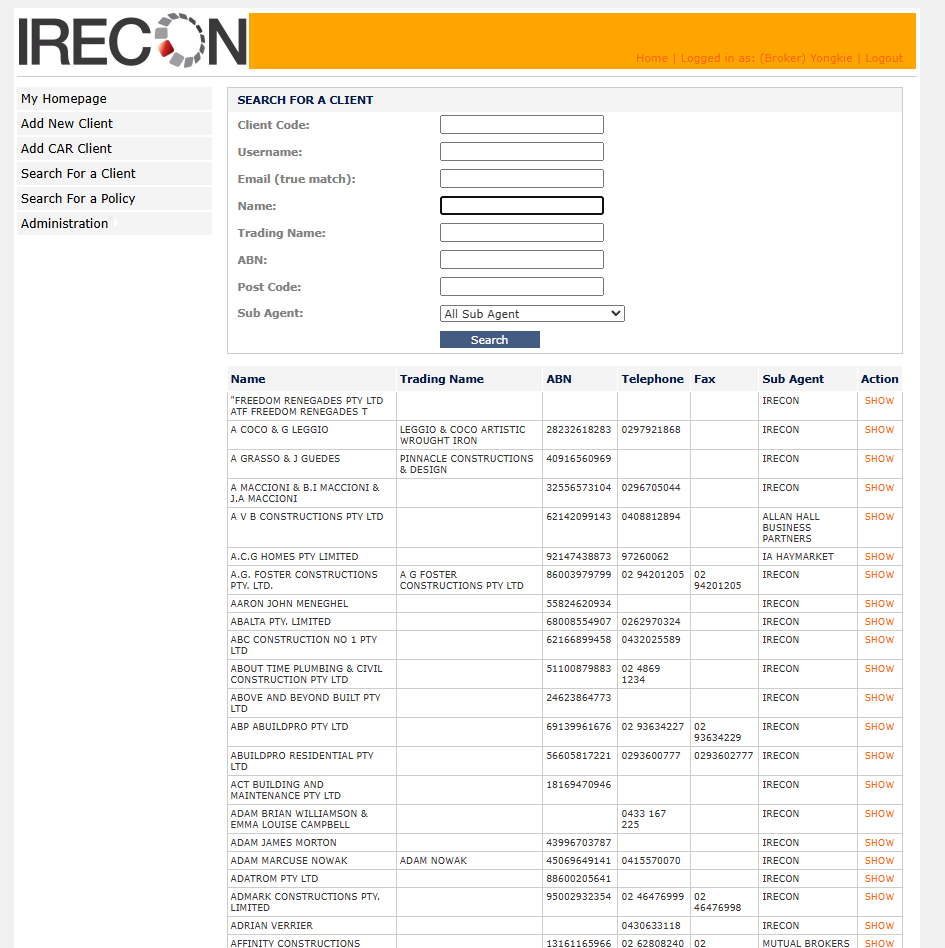 IRECON
Home | Logged in as: (Broker) Yongkie | Logout
My Homepage
Add New Client
Add CAR Client
Search For a Client
Search For a Policy
Administration
SEARCH FOR A CLIENT
Client Code:
Username:
Email (true match):
Name:
Trading Name:
ABN:
Post Code:
Sub Agent: All Sub Agent
Search
Name Trading Name ABN Telephone Fax Sub Agent Action
"FREEDOM RENEGADES PTY LTD IRECON SHOW
ATF FREEDOM RENEGADES T
A COCO & G LEGGIO LEGGIO & COCO ARTISTIC 28232618283 0297921868 IRECON SHOW
WROUGHT IRON
A GRASSO & J GUEDES PINNACLE CONSTRUCTIONS 40916560969 IRECON SHOW
& DESIGN
A MACCIONI & B.I MACCIONI & 32556573104 0296705044 IRECON SHOW
J.A MACCIONI
A V B CONSTRUCTIONS PTY LTD 62142099143 0408812894 ALLAN HALL SHOW
BUSINESS
PARTNERS
A.C.G HOMES PTY LIMITED 92147438873 97260062 IA HAYMARKET SHOW
A.G. FOSTER CONSTRUCTIONS A G FOSTER 86003979799 02 94201205 02 IRECON SHOW
PTY. LTD. CONSTRUCTIONS PTY LTD 94201205
AARON JOHN MENEGHEL 55824620934 IRECON SHOW
ABALTA PTY. LIMITED 68008554907 0262970324 IRECON SHOW
ABC CONSTRUCTION NO 1 PTY 62166899458 0432025589 IRECON SHOW
LTD
ABOUT TIME PLUMBING & CIVIL 51100879883 02 4869 IRECON SHOW
CONSTRUCTION PTY LTD 1234
ABOVE AND BEYOND BUILT PTY 24623864773 IRECON SHOW
LTD
ABP ABUILDPRO PTY LTD 69139961676 02 93634227 02 IRECON SHOW
93634229
ABUILDPRO RESIDENTIAL PTY 56605817221 0293600777 0293602777 IRECON SHOW
LTD
ACT BUILDING AND 18169470946 IRECON SHOW
MAINTENANCE PTY LTD
ADAM BRIAN WILLIAMSON & 0433 167 IRECON SHOW
EMMA LOUISE CAMPBELL 225
ADAM JAMES MORTON 43996703787 IRECON SHOW
ADAM MARCUSE NOWAK ADAM NOWAK 45069649141 0415570070 IRECON SHOW
ADATROM PTY LTD 88600205641 IRECON SHOW
ADMARK CONSTRUCTIONS PTY. 95002932354 02 46476999 02 IRECON SHOW
LIMITED 46476998
ADRIAN VERRIER 0430633118 IRECON SHOW
AFFINITY CONSTRUCTIONS 13161165966 02 62808240 02 MUTUAL BROKERS SHOW